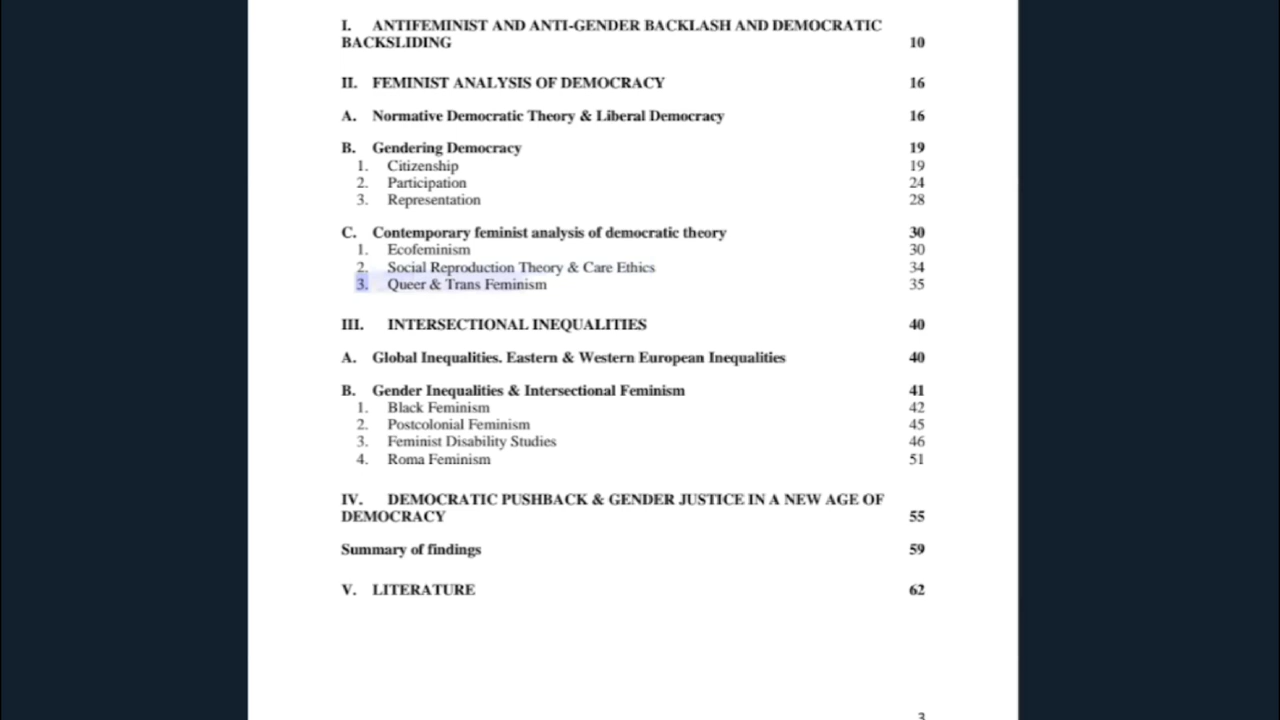 I. ANTIFEMINIST AND ANTI-GENDER BACKLASH AND DEMOCRATIC
BACKSLIDING 10
II. FEMINIST ANALYSIS OF DEMOCRACY 16
A. Normative Democratic Theory & Liberal Democracy 16
B. Gendering Democracy 19
1. Citizenship 19
2. Participation 24
3. Representation 28
C. Contemporary feminist analysis of democratic theory 30
1. Ecofeminism 30
2. Social Reproduction Theory & Care Ethics 34
3. Queer & Trans Feminism 35
III. INTERSECTIONAL INEQUALITIES 40
A. Global Inequalities. Eastern & Western European Inequalities 40
B. Gender Inequalities & Intersectional Feminism 41
1. Black Feminism 42
2. Postcolonial Feminism 45
3. Feminist Disability Studies 46
4. Roma Feminism 51
IV. DEMOCRATIC PUSHBACK & GENDER JUSTICE IN A NEW AGE OF
DEMOCRACY 55
Summary of findings 59
V. LITERATURE 62
3